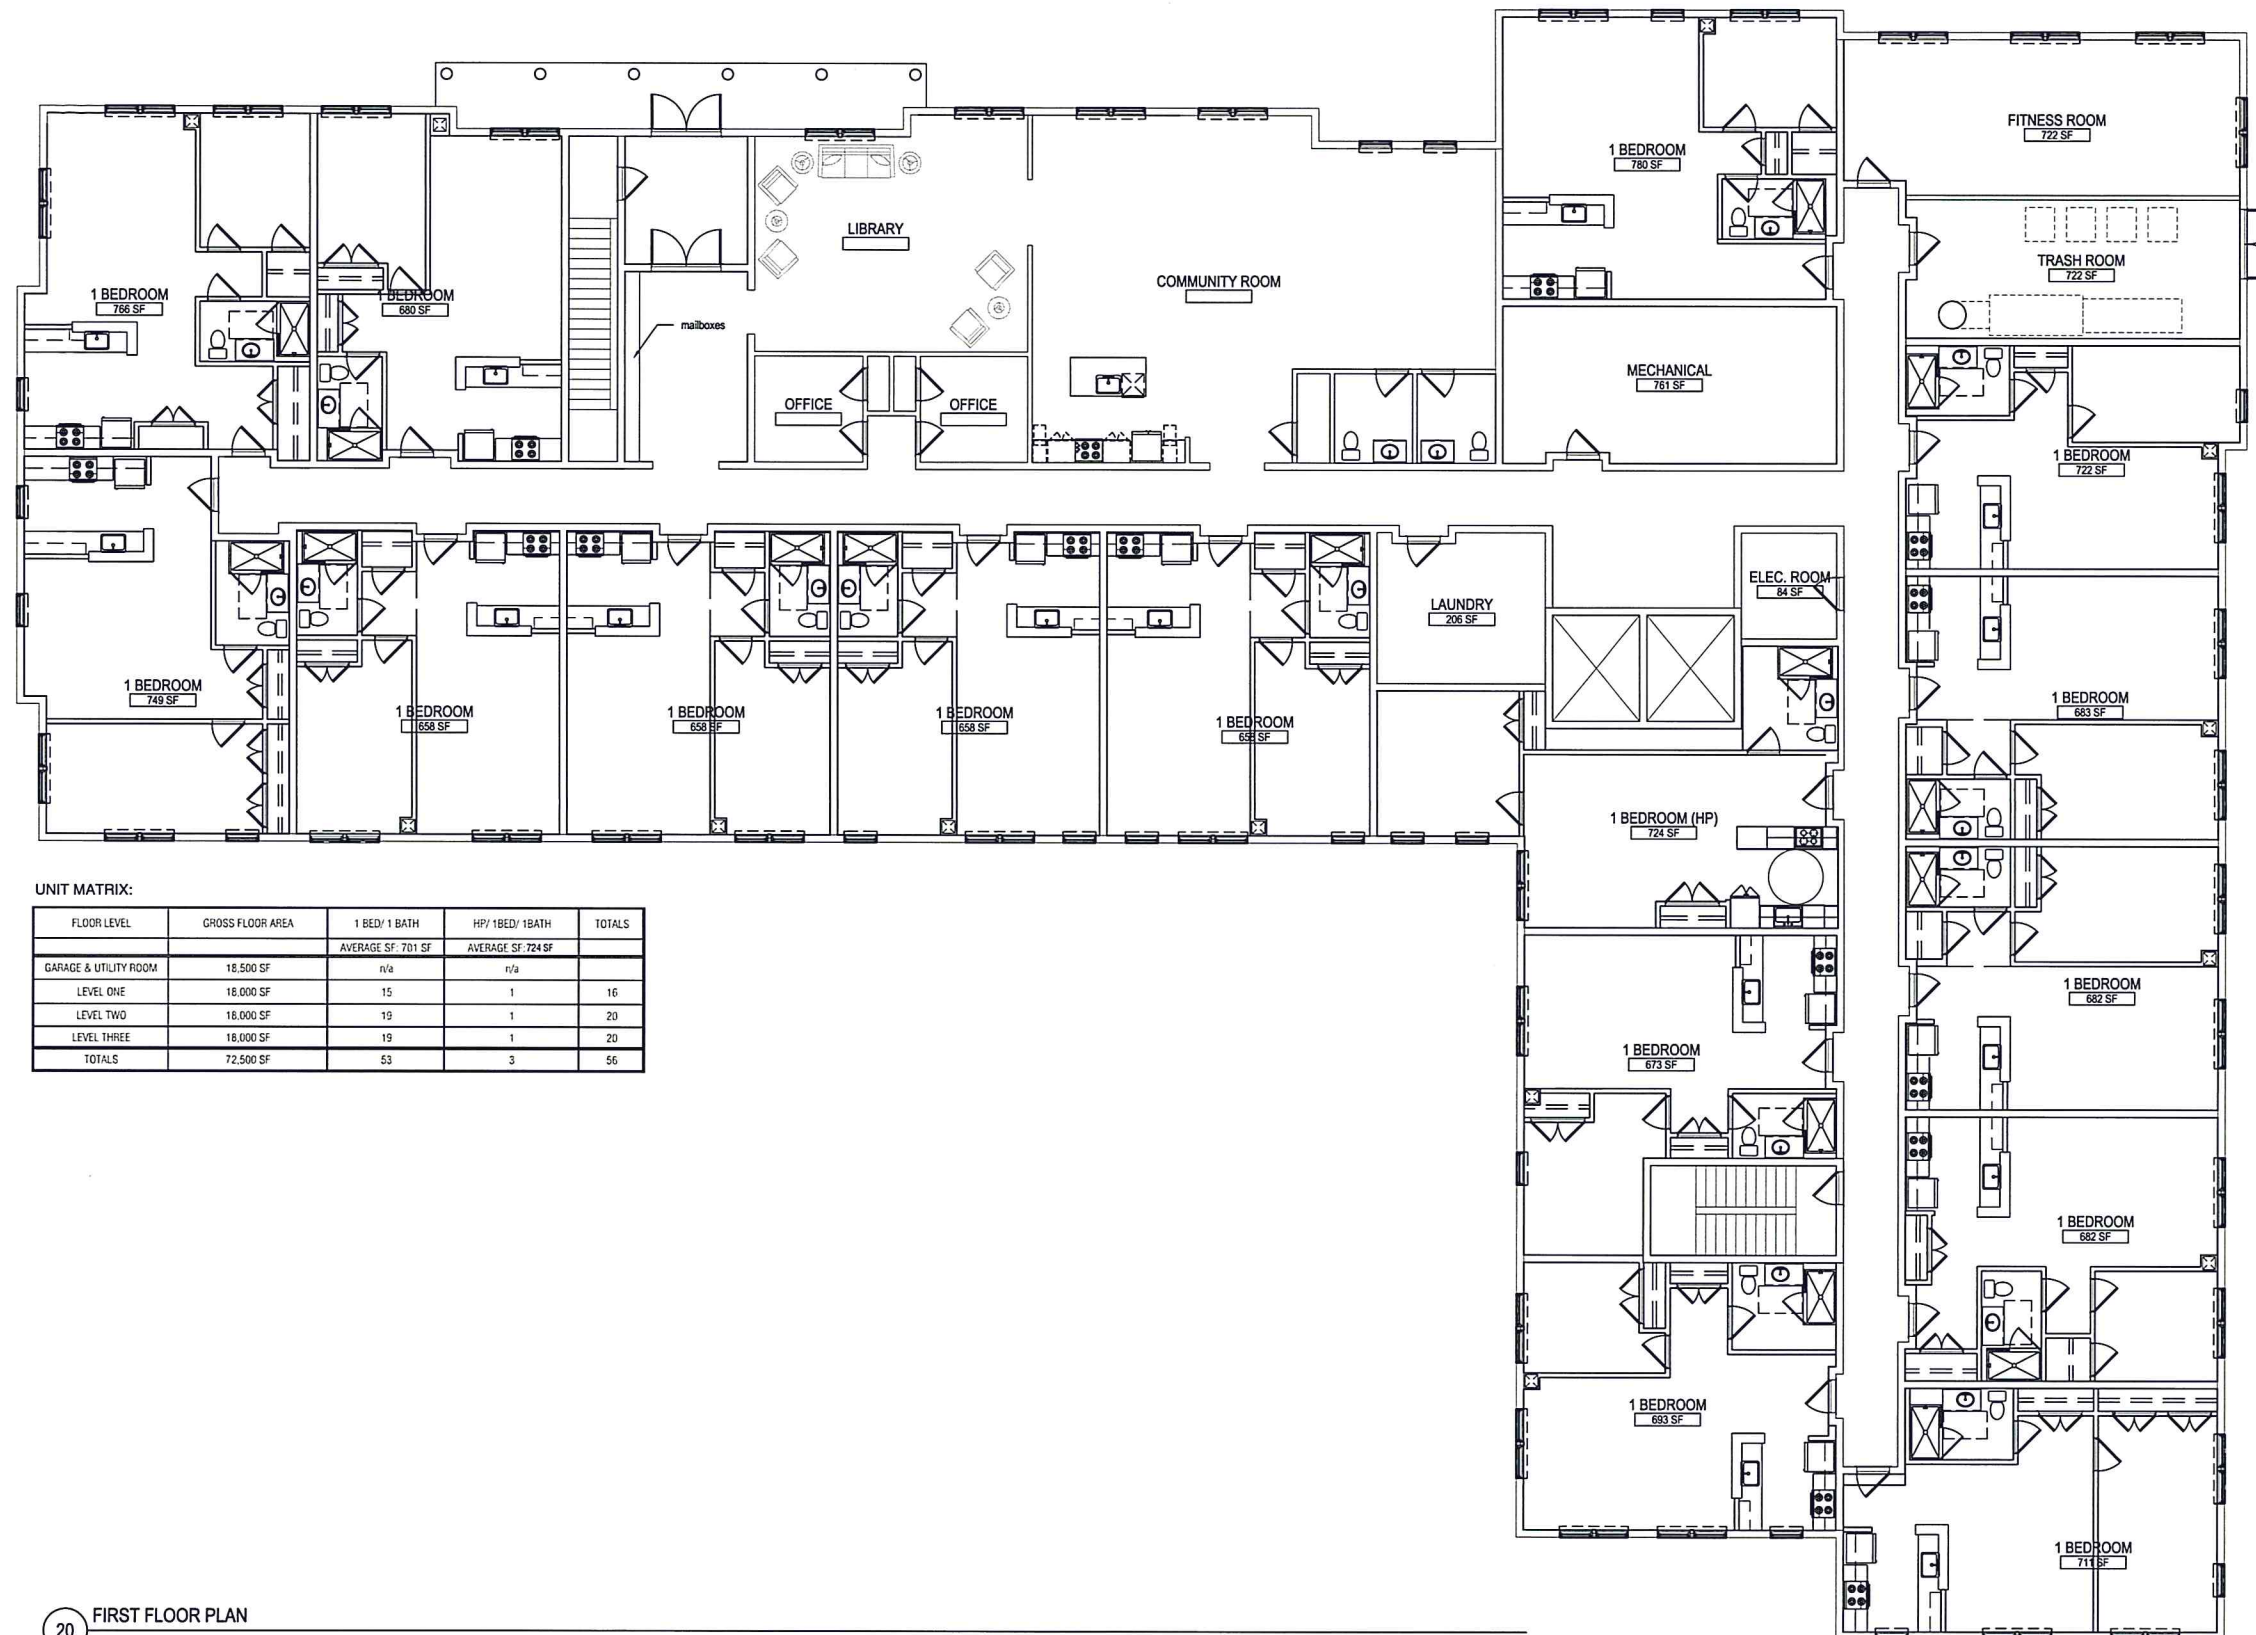 1 BEDROOM
766 SF
1 BEDROOM
680 SF
mailboxes
LIBRARY
OFFICE
OFFICE
COMMUNITY ROOM
1 BEDROOM
780 SF
MECHANICAL
761 SF
FITNESS ROOM
722 SF
TRASH ROOM
722 SF
1 BEDROOM
722 SF
1 BEDROOM
749 SF
1 BEDROOM
658 SF
1 BEDROOM
658 SF
1 BEDROOM
658 SF
1 BEDROOM
658 SF
LAUNDRY
206 SF
ELEC. ROOM
84 SF
1 BEDROOM
683 SF
1 BEDROOM (HP)
724 SF
1 BEDROOM
673 SF
1 BEDROOM
682 SF
1 BEDROOM
682 SF
1 BEDROOM
693 SF
1 BEDROOM
711 SF
UNIT MATRIX:
FLOOR LEVEL GROSS FLOOR AREA 1 BED/ 1 BATH HP/ 1BED/ 1BATH TOTALS
AVERAGE SF: 701 SF AVERAGE SF:724 SF
GARAGE & UTILITY ROOM 18,500 SF n/a n/a
LEVEL ONE 18,000 SF 15 1 16
LEVEL TWO 18,000 SF 19 1 20
LEVEL THREE 18,000 SF 19 1 20
TOTALS 72,500 SF 53 3 56
20 FIRST FLOOR PLAN